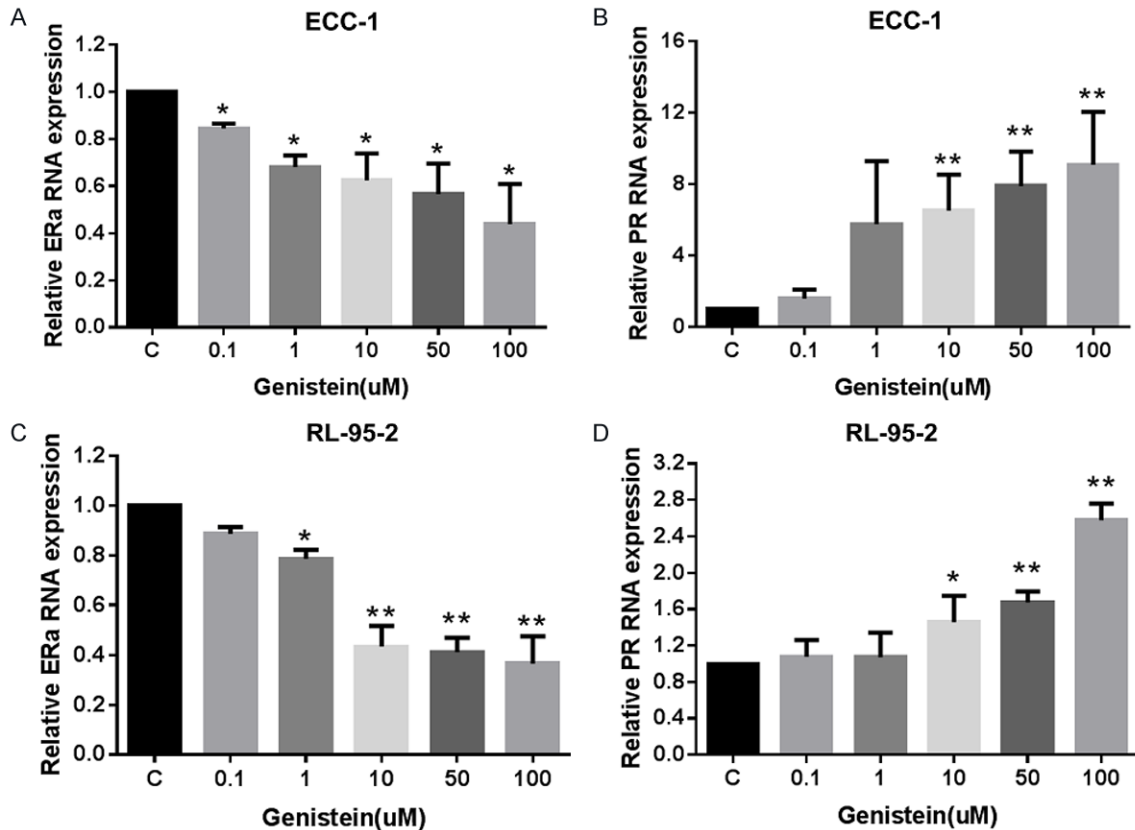 A
ECC-1
Relative ERa RNA expression
1.2
1.0
0.8
0.6
0.4
0.2
0.0
*
*
*
*
*
C 0.1 1 10 50 100
Genistein(uM)
B
ECC-1
Relative PR RNA expression
16
12
8
4
0
**
**
**
C 0.1 1 10 50 100
Genistein(uM)
C
RL-95-2
Relative ERa RNA expression
1.2
1.0
0.8
0.6
0.4
0.2
0.0
*
**
**
**
C 0.1 1 10 50 100
Genistein(uM)
D
RL-95-2
Relative PR RNA expression
3.2
2.8
2.4
2.0
1.6
1.2
0.8
0.4
0.0
*
**
**
C 0.1 1 10 50 100
Genistein(uM)